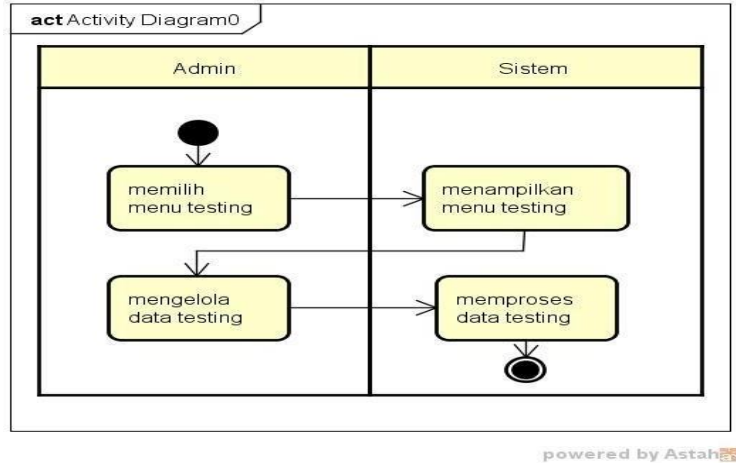 act Activity Diagram0
Admin
Sistem
memilih
menu testing
menampilkan
menu testing
mengelola
data testing
memproses
data testing
powered by Astah